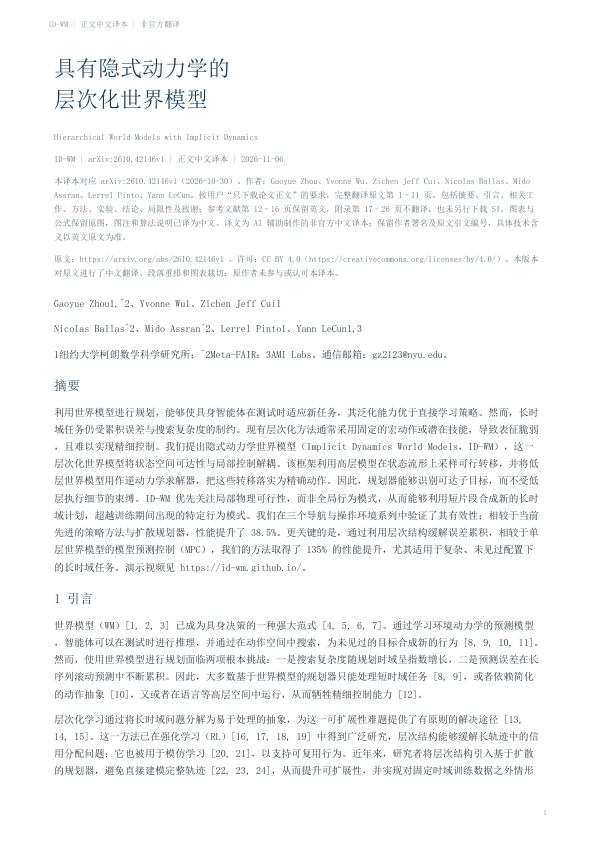 ID-WM | 正文中文译本 | 非官方翻译
具有隐式动力学的
层次化世界模型
Hierarchical World Models with Implicit Dynamics
ID-WM | arXiv:2610.42146v1 | 正文中文译本 | 2026-11-06
本译本对应 arXiv:2610.42146v1（2026-10-30）。作者：Gaoyue Zhou、Yvonne Wu、Zichen Jeff Cui、Nicolas Ballas、Mido
Assran、Lerrel Pinto、Yann LeCun。按用户“只下载论文正文”的要求，完整翻译原文第 1–11 页，包括摘要、引言、相关工
作、方法、实验、结论、局限性及致谢；参考文献第 12–16 页保留英文，附录第 17–26 页不翻译，也未另行下载 SI。图表与
公式保留原图，图注和算法说明已译为中文。译文为 AI 辅助制作的非官方中文译本；保留作者署名及原文引文编号，具体技术含
义以英文原文为准。
原文：https://arxiv.org/abs/2610.42146v1 。许可：CC BY 4.0（https://creativecommons.org/licenses/by/4.0/）。本版本
对原文进行了中文翻译、段落重排和图表裁切；原作者未参与或认可本译本。
Gaoyue Zhou1,^2、Yvonne Wu1、Zichen Jeff Cui1
Nicolas Ballas^2、Mido Assran^2、Lerrel Pinto1、Yann LeCun1,3
1纽约大学柯朗数学科学研究所；^2Meta-FAIR；3AMI Labs。通信邮箱：gz2123@nyu.edu。
摘要
利用世界模型进行规划，能够使具身智能体在测试时适应新任务，其泛化能力优于直接学习策略。然而，长时
域任务仍受累积误差与搜索复杂度的制约。现有层次化方法通常采用固定的宏动作或潜在技能，导致表征脆弱
，且难以实现精细控制。我们提出隐式动力学世界模型（Implicit Dynamics World Models，ID-WM），这一
层次化世界模型将状态空间可达性与局部控制解耦。该框架利用高层模型在状态流形上采样可行转移，并将低
层世界模型用作逆动力学求解器，把这些转移落实为精确动作。因此，规划器能够识别可达子目标，而不受低
层执行细节的束缚。ID-WM 优先关注局部物理可行性，而非全局行为模式，从而能够利用短片段合成新的长时
域计划，超越训练期间出现的特定行为模式。我们在三个导航与操作环境系列中验证了其有效性；相较于当前
先进的策略方法与扩散规划器，性能提升了 38.5%。更关键的是，通过利用层次结构缓解误差累积，相较于单
层世界模型的模型预测控制（MPC），我们的方法取得了 135% 的性能提升，尤其适用于复杂、未见过配置下
的长时域任务。演示视频见 https://id-wm.github.io/。
1 引言
世界模型（WM）[1, 2, 3] 已成为具身决策的一种强大范式 [4, 5, 6, 7]。通过学习环境动力学的预测模型
，智能体可以在测试时进行推理，并通过在动作空间中搜索，为未见过的目标合成新的行为 [8, 9, 10, 11]。
然而，使用世界模型进行规划面临两项根本挑战：一是搜索复杂度随规划时域呈指数增长，二是预测误差在长
序列滚动预测中不断累积。因此，大多数基于世界模型的规划器只能处理短时域任务 [8, 9]，或者依赖简化
的动作抽象 [10]，又或者在语言等高层空间中运行，从而牺牲精细控制能力 [12]。
层次化学习通过将长时域问题分解为易于处理的抽象，为这一可扩展性难题提供了有原则的解决途径 [13,
14, 15]。这一方法已在强化学习（RL）[16, 17, 18, 19] 中得到广泛研究，层次结构能够缓解长轨迹中的信
用分配问题；它也被用于模仿学习 [20, 21]，以支持可复用行为。近年来，研究者将层次结构引入基于扩散
的规划器，避免直接建模完整轨迹 [22, 23, 24]，从而提升可扩展性，并实现对固定时域训练数据之外情形
1